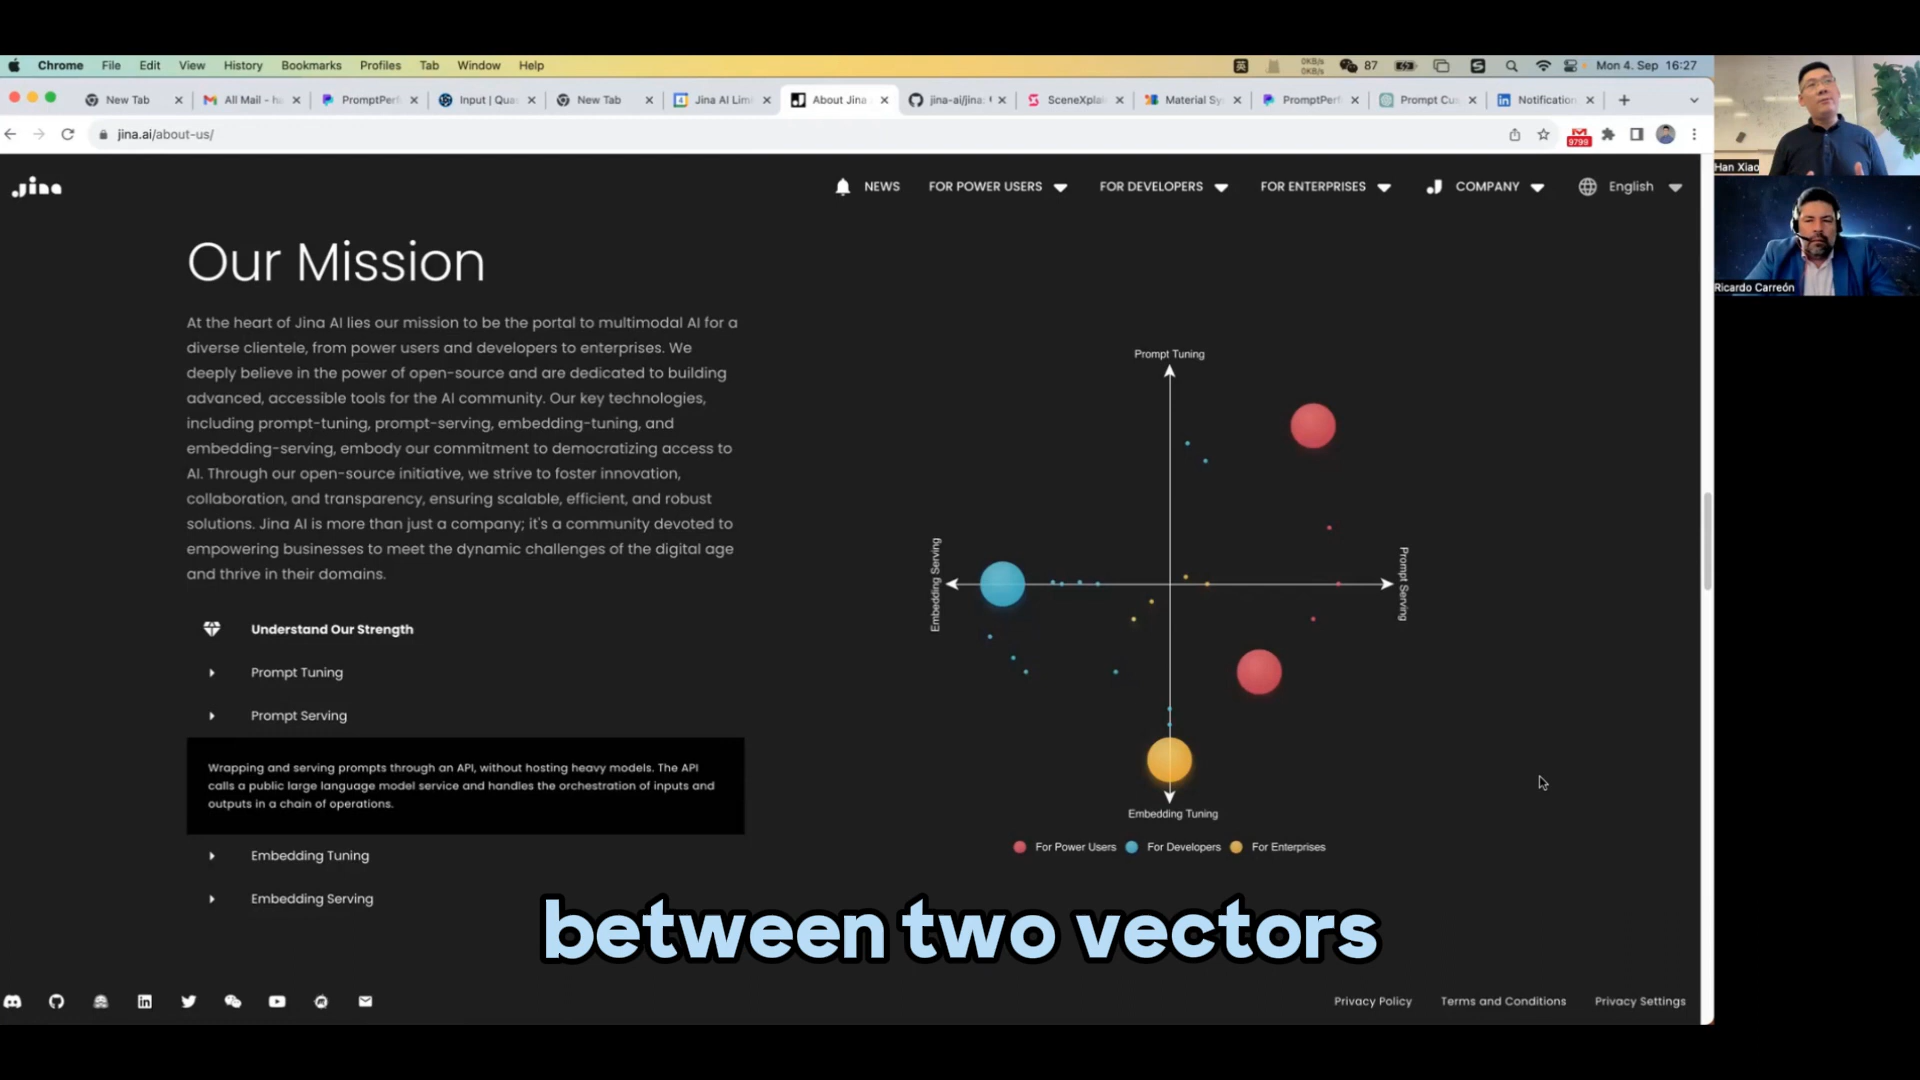 Chrome File Edit View History Bookmarks Profiles Tab Window Help
英 0KB/s 0KB/s 87 Mon 4. Sep 16:27
New Tab
All Mail - ha
PromptPerf
Input | Qua
New Tab
Jina AI Lim
About Jina
jina-ai/jina:
SceneXplai
Material Sy
PromptPerf
Prompt Cus
Notification
jina.ai/about-us/
9799
Jina
NEWS
FOR POWER USERS
FOR DEVELOPERS
FOR ENTERPRISES
COMPANY
English
Han Xiao
Ricardo Carreón
Our Mission
At the heart of Jina AI lies our mission to be the portal to multimodal AI for a
diverse clientele, from power users and developers to enterprises. We
deeply believe in the power of open-source and are dedicated to building
advanced, accessible tools for the AI community. Our key technologies,
including prompt-tuning, prompt-serving, embedding-tuning, and
embedding-serving, embody our commitment to democratizing access to
AI. Through our open-source initiative, we strive to foster innovation,
collaboration, and transparency, ensuring scalable, efficient, and robust
solutions. Jina AI is more than just a company; it's a community devoted to
empowering businesses to meet the dynamic challenges of the digital age
and thrive in their domains.
Understand Our Strength
Prompt Tuning
Prompt Serving
Wrapping and serving prompts through an API, without hosting heavy models. The API
calls a public large language model service and handles the orchestration of inputs and
outputs in a chain of operations.
Embedding Tuning
Embedding Serving
Prompt Tuning
Embedding Serving
Prompt Serving
Embedding Tuning
For Power Users
For Developers
For Enterprises
between two vectors
Privacy Policy
Terms and Conditions
Privacy Settings